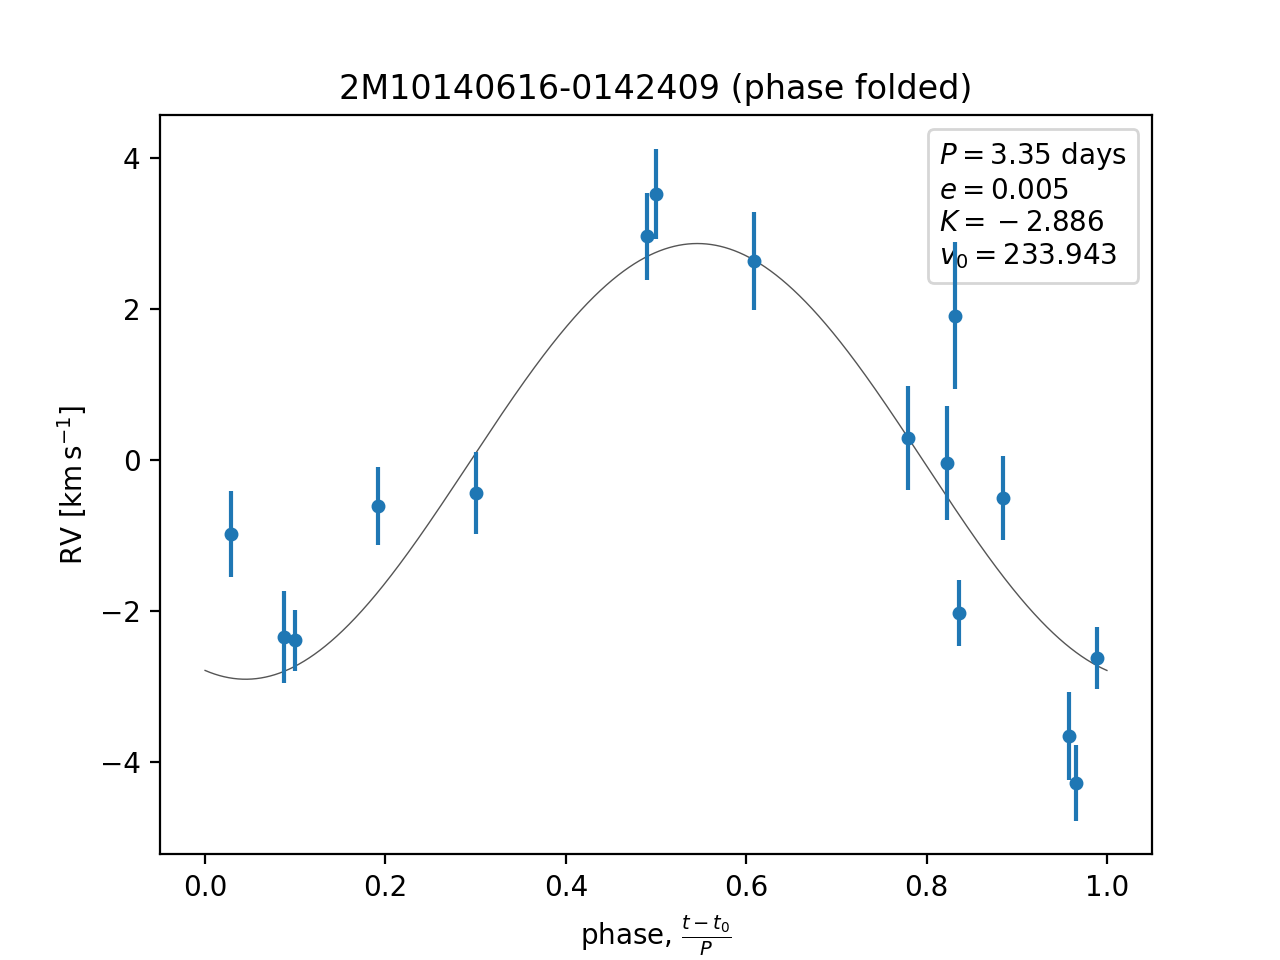 2M10140616-0142409 (phase folded)
P = 3.35 days
e = 0.005
K = −2.886
v₀ = 233.943
RV [km s⁻¹]
4
2
0
−2
−4
0.0 0.2 0.4 0.6 0.8 1.0
phase, (t − t₀)/P